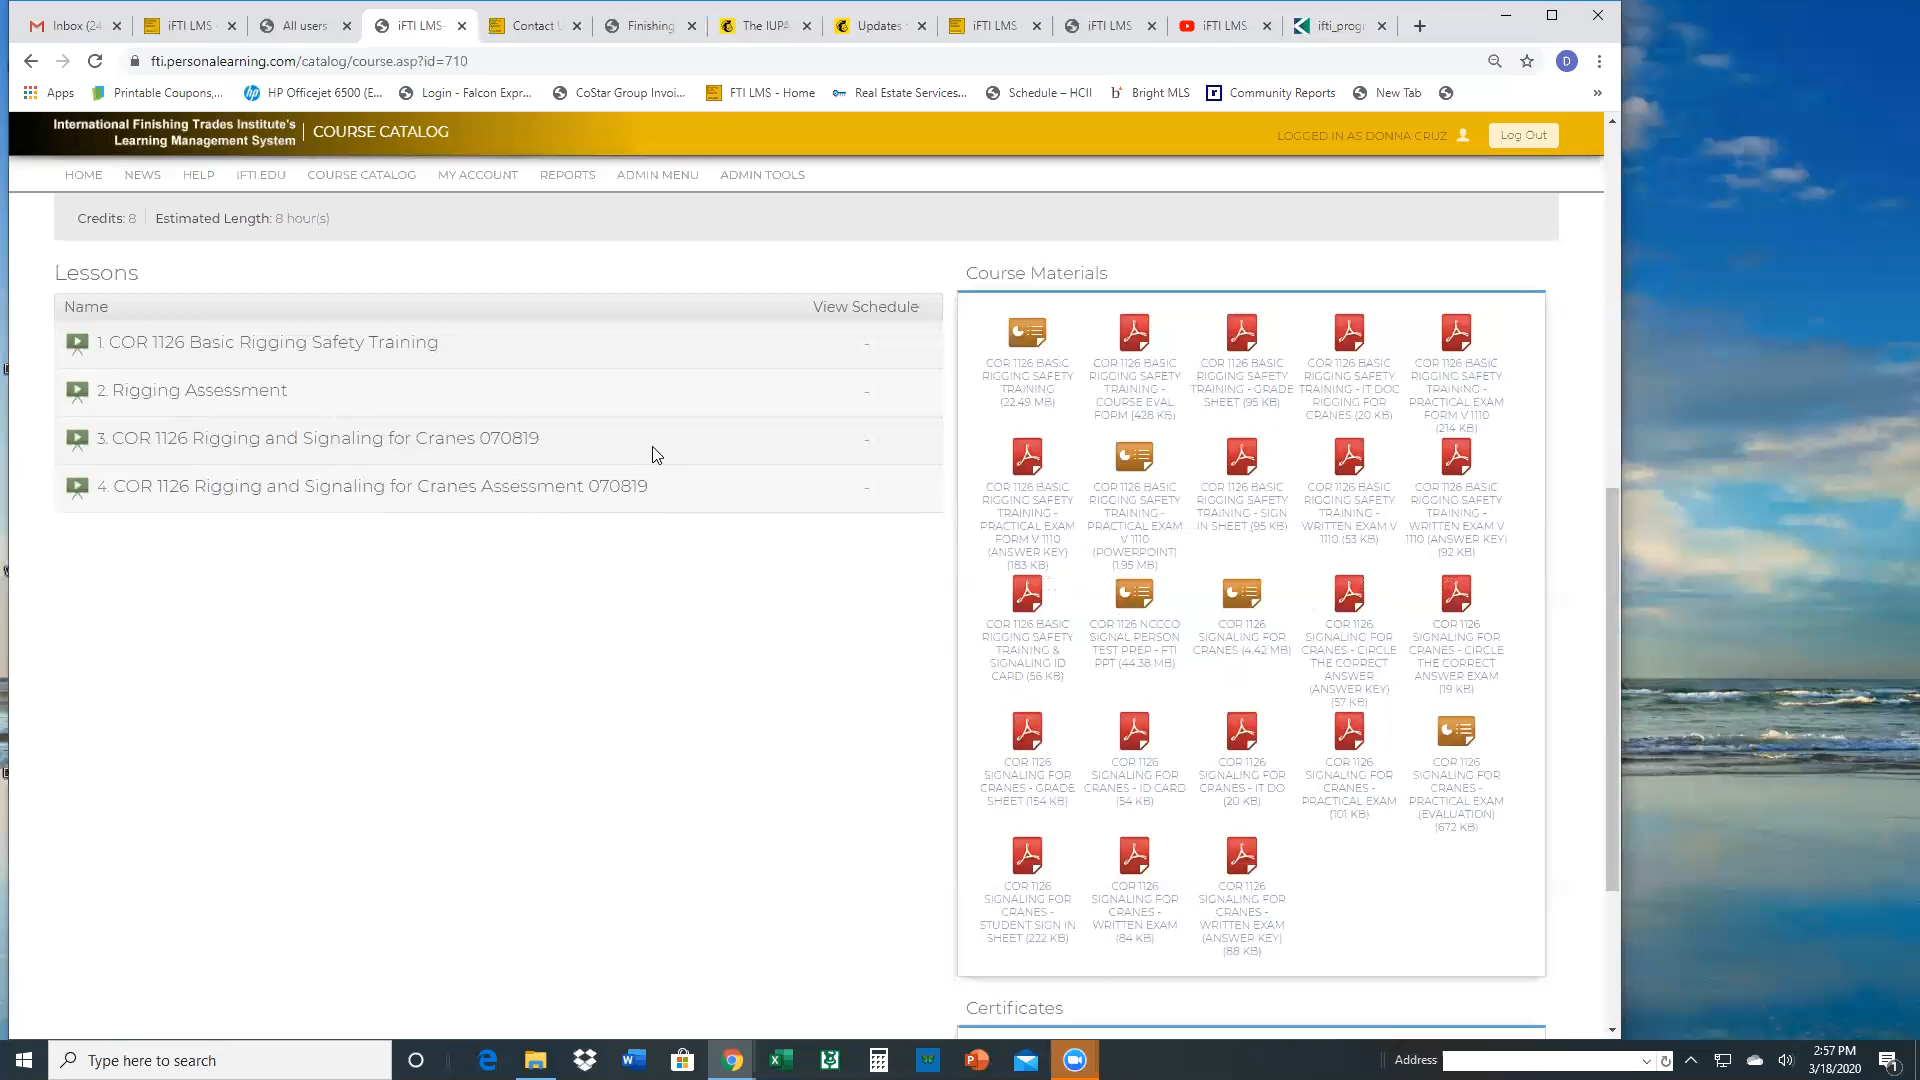 Inbox (24
iFTI LMS -
All users
iFTI LMS-
Contact U
Finishing
The IUPA
Updates
iFTI LMS
iFTI LMS
iFTI LMS
ifti_progr
fti.personalearning.com/catalog/course.asp?id=710
D
Apps
Printable Coupons,...
HP Officejet 6500 (E...
Login - Falcon Expr...
CoStar Group Invoi...
FTI LMS - Home
Real Estate Services...
Schedule – HCII
Bright MLS
Community Reports
New Tab
»
International Finishing Trades Institute's
Learning Management System
COURSE CATALOG
LOGGED IN AS DONNA CRUZ
Log Out
HOME
NEWS
HELP
IFTI.EDU
COURSE CATALOG
MY ACCOUNT
REPORTS
ADMIN MENU
ADMIN TOOLS
Credits: 8
Estimated Length: 8 hour(s)
Lessons
Name
View Schedule
1. COR 1126 Basic Rigging Safety Training
-
2. Rigging Assessment
-
3. COR 1126 Rigging and Signaling for Cranes 070819
-
4. COR 1126 Rigging and Signaling for Cranes Assessment 070819
-
Course Materials
COR 1126 BASIC
RIGGING SAFETY
TRAINING
(22.49 MB)
COR 1126 BASIC
RIGGING SAFETY
TRAINING -
COURSE EVAL
FORM (428 KB)
COR 1126 BASIC
RIGGING SAFETY
TRAINING - GRADE
SHEET (95 KB)
COR 1126 BASIC
RIGGING SAFETY
TRAINING - IT DOC
RIGGING FOR
CRANES (20 KB)
COR 1126 BASIC
RIGGING SAFETY
TRAINING -
PRACTICAL EXAM
FORM V 1110
(214 KB)
COR 1126 BASIC
RIGGING SAFETY
TRAINING -
PRACTICAL EXAM
FORM V 1110
(ANSWER KEY)
(183 KB)
COR 1126 BASIC
RIGGING SAFETY
TRAINING -
PRACTICAL EXAM
V 1110
(POWERPOINT)
(1.95 MB)
COR 1126 BASIC
RIGGING SAFETY
TRAINING - SIGN
IN SHEET (95 KB)
COR 1126 BASIC
RIGGING SAFETY
TRAINING -
WRITTEN EXAM V
1110 (53 KB)
COR 1126 BASIC
RIGGING SAFETY
TRAINING -
WRITTEN EXAM V
1110 (ANSWER KEY)
(92 KB)
COR 1126 BASIC
RIGGING SAFETY
TRAINING &
SIGNALING ID
CARD (56 KB)
COR 1126 NCCCO
SIGNAL PERSON
TEST PREP - FTI
PPT (44.38 MB)
COR 1126
SIGNALING FOR
CRANES (4.42 MB)
COR 1126
SIGNALING FOR
CRANES - CIRCLE
THE CORRECT
ANSWER
(ANSWER KEY)
(57 KB)
COR 1126
SIGNALING FOR
CRANES - CIRCLE
THE CORRECT
ANSWER EXAM
(19 KB)
COR 1126
SIGNALING FOR
CRANES - GRADE
SHEET (154 KB)
COR 1126
SIGNALING FOR
CRANES - ID CARD
(54 KB)
COR 1126
SIGNALING FOR
CRANES - IT DO
(20 KB)
COR 1126
SIGNALING FOR
CRANES -
PRACTICAL EXAM
(101 KB)
COR 1126
SIGNALING FOR
CRANES -
PRACTICAL EXAM
(EVALUATION)
(672 KB)
COR 1126
SIGNALING FOR
CRANES -
STUDENT SIGN IN
SHEET (222 KB)
COR 1126
SIGNALING FOR
CRANES -
WRITTEN EXAM
(84 KB)
COR 1126
SIGNALING FOR
CRANES -
WRITTEN EXAM
(ANSWER KEY)
(88 KB)
Certificates
Type here to search
Address
2:57 PM
3/18/2020
1